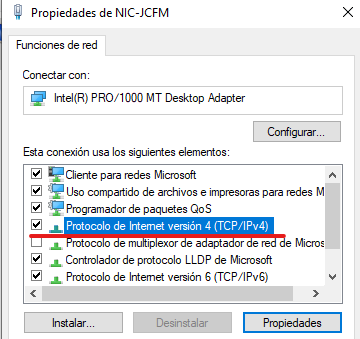 Propiedades de NIC-JCFM
Funciones de red
Conectar con:
Intel(R) PRO/1000 MT Desktop Adapter
Configurar...
Esta conexión usa los siguientes elementos:
Cliente para redes Microsoft
Uso compartido de archivos e impresoras para redes M
Programador de paquetes QoS
Protocolo de Internet versión 4 (TCP/IPv4)
Protocolo de multiplexor de adaptador de red de Micros
Controlador de protocolo LLDP de Microsoft
Protocolo de Internet versión 6 (TCP/IPv6)
Instalar... Desinstalar Propiedades